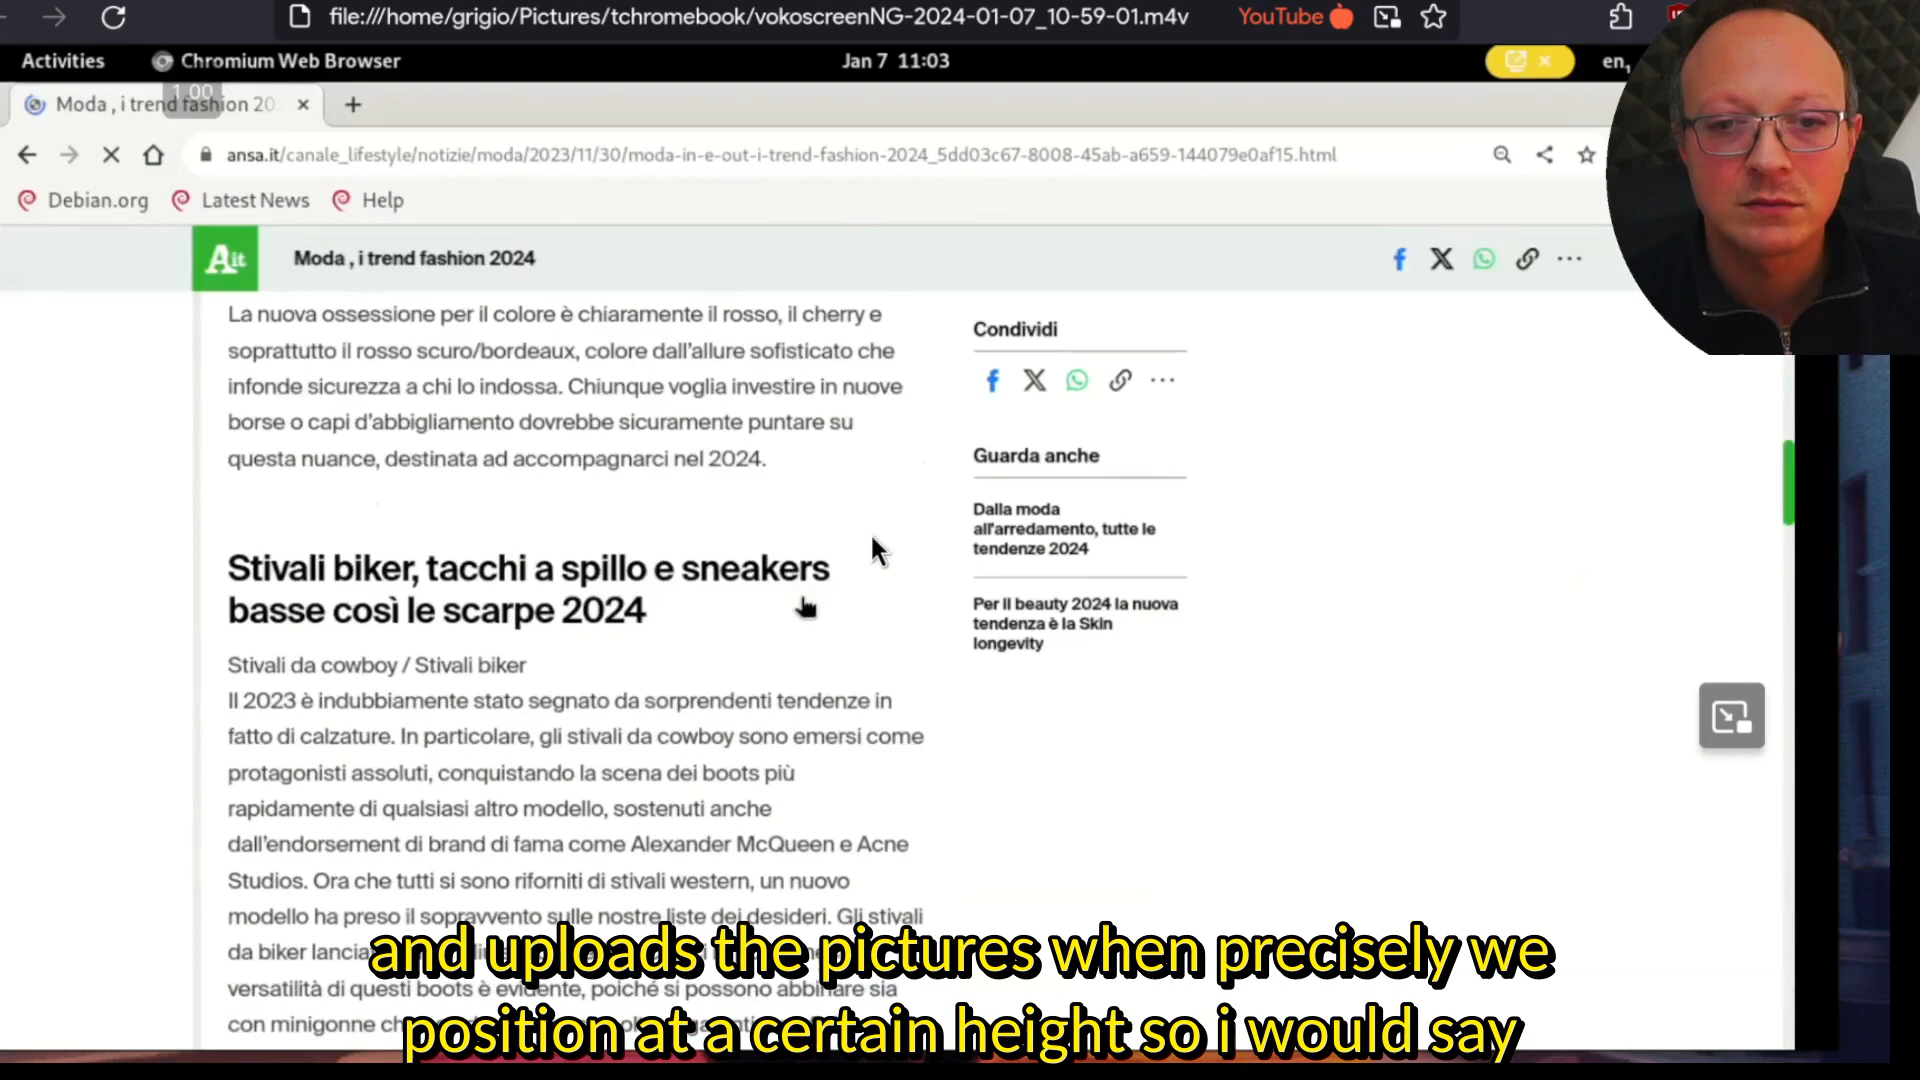 file:///home/grigio/Pictures/tchromebook/vokoscreenNG-2024-01-07_10-59-01.m4v
YouTube
Activities
Chromium Web Browser
Jan 7 11:03
en,
1.00
Moda , i trend fashion 20
ansa.it/canale_lifestyle/notizie/moda/2023/11/30/moda-in-e-out-i-trend-fashion-2024_5dd03c67-8008-45ab-a659-144079e0af15.html
Debian.org
Latest News
Help
A.it
Moda , i trend fashion 2024
La nuova ossessione per il colore è chiaramente il rosso, il cherry e
soprattutto il rosso scuro/bordeaux, colore dall'allure sofisticato che
infonde sicurezza a chi lo indossa. Chiunque voglia investire in nuove
borse o capi d'abbigliamento dovrebbe sicuramente puntare su
questa nuance, destinata ad accompagnarci nel 2024.
Stivali biker, tacchi a spillo e sneakers
basse così le scarpe 2024
Stivali da cowboy / Stivali biker
Il 2023 è indubbiamente stato segnato da sorprendenti tendenze in
fatto di calzature. In particolare, gli stivali da cowboy sono emersi come
protagonisti assoluti, conquistando la scena dei boots più
rapidamente di qualsiasi altro modello, sostenuti anche
dall'endorsement di brand di fama come Alexander McQueen e Acne
Studios. Ora che tutti si sono riforniti di stivali western, un nuovo
modello ha preso il sopravvento sulle nostre liste dei desideri. Gli stivali
da biker
versatilità di questi boots è evidente, poiché si possono abbinare sia
con minigonne
Condividi
Guarda anche
Dalla moda
all'arredamento, tutte le
tendenze 2024
Per il beauty 2024 la nuova
tendenza è la Skin
longevity
and uploads the pictures when precisely we
position at a certain height so i would say